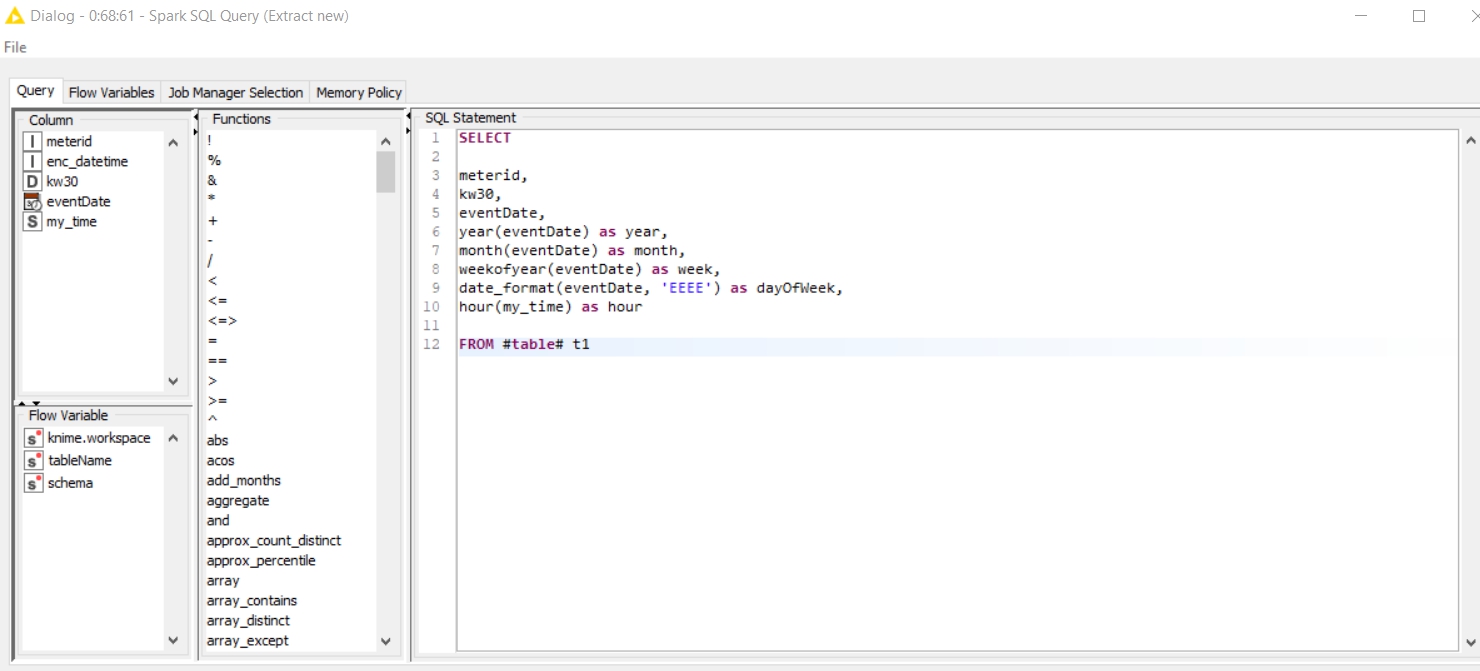 Dialog - 0:68:61 - Spark SQL Query (Extract new)
File
Query Flow Variables Job Manager Selection Memory Policy
Column
I meterid
I enc_datetime
D kw30
eventDate
S my_time
Flow Variable
s knime.workspace
s tableName
s schema
Functions
!
%
&
*
+
-
/
<
<=
<=>
=
==
>
>=
^
abs
acos
add_months
aggregate
and
approx_count_distinct
approx_percentile
array
array_contains
array_distinct
array_except
SQL Statement
1 SELECT
2
3 meterid,
4 kw30,
5 eventDate,
6 year(eventDate) as year,
7 month(eventDate) as month,
8 weekofyear(eventDate) as week,
9 date_format(eventDate, 'EEEE') as dayOfWeek,
10 hour(my_time) as hour
11
12 FROM #table# t1